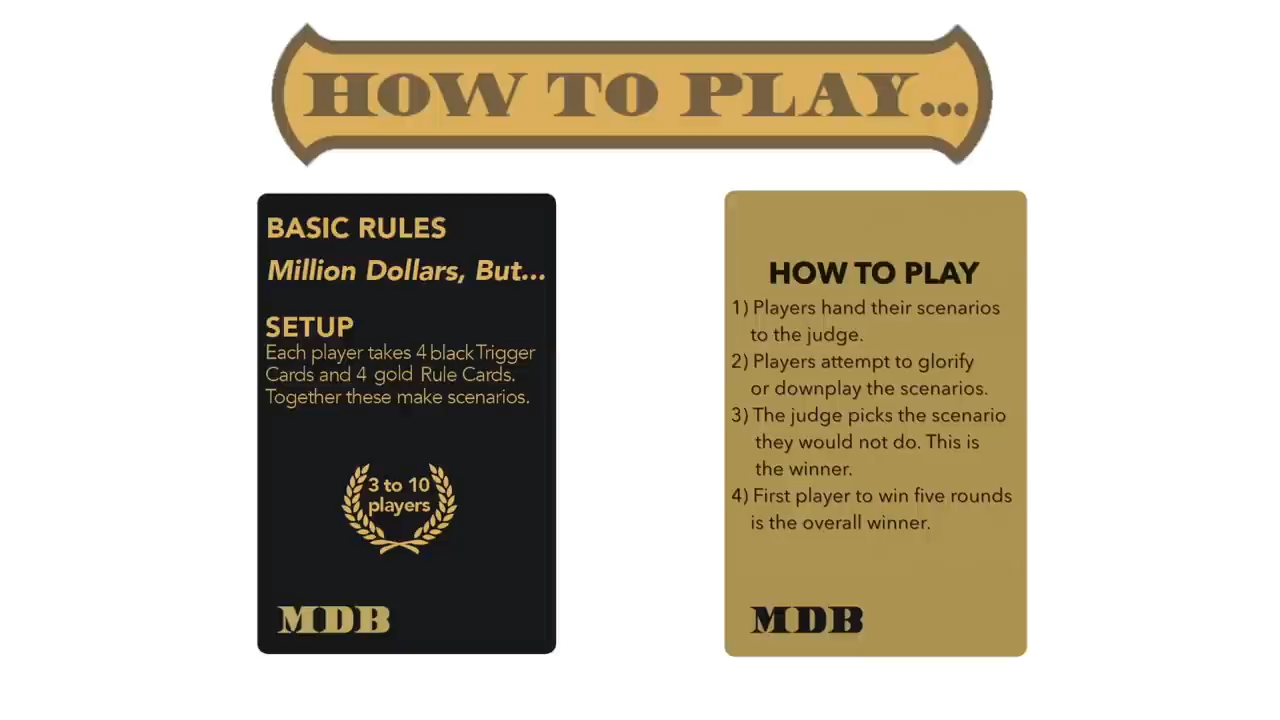 HOW TO PLAY...
BASIC RULES
Million Dollars, But...
SETUP
Each player takes 4 black Trigger
Cards and 4 gold Rule Cards.
Together these make scenarios.
3 to 10
players
MDB
HOW TO PLAY
1) Players hand their scenarios
to the judge.
2) Players attempt to glorify
or downplay the scenarios.
3) The judge picks the scenario
they would not do. This is
the winner.
4) First player to win five rounds
is the overall winner.
MDB